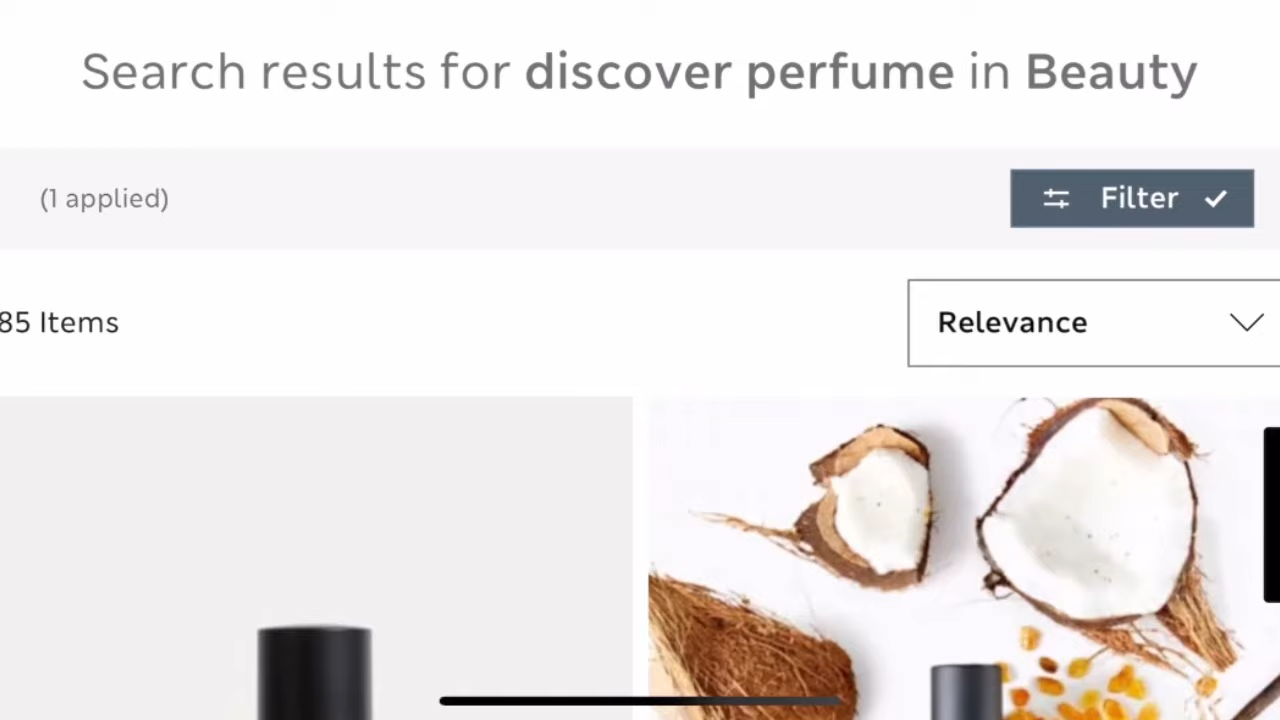 Search results for discover perfume in Beauty
(1 applied)
Filter
85 Items
Relevance